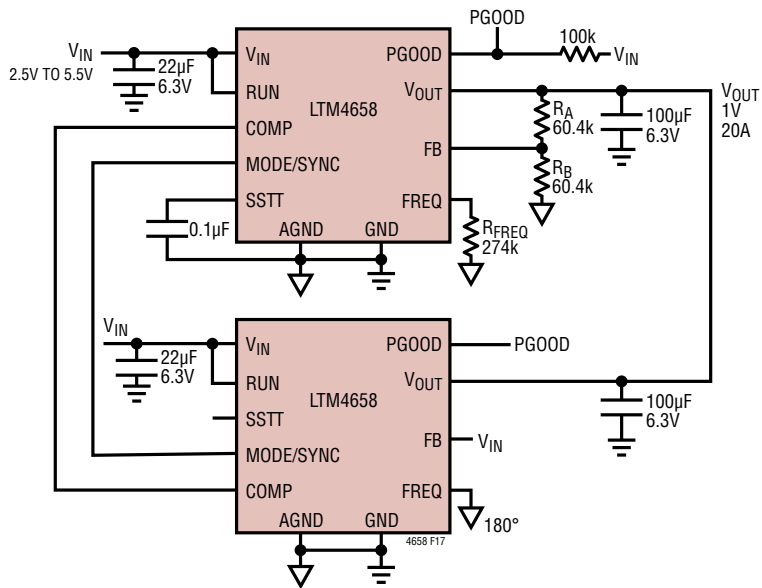 PGOOD
V_IN
2.5V TO 5.5V
22µF
6.3V
V_IN
RUN
COMP
MODE/SYNC
SSTT
0.1µF
LTM4658
AGND
GND
PGOOD
V_OUT
FB
FREQ
100k
V_IN
R_A
60.4k
R_B
60.4k
R_FREQ
274k
100µF
6.3V
V_OUT
1V
20A
V_IN
22µF
6.3V
V_IN
RUN
SSTT
MODE/SYNC
COMP
LTM4658
AGND
GND
PGOOD
V_OUT
FB
FREQ
PGOOD
V_IN
180°
100µF
6.3V
4658 F17